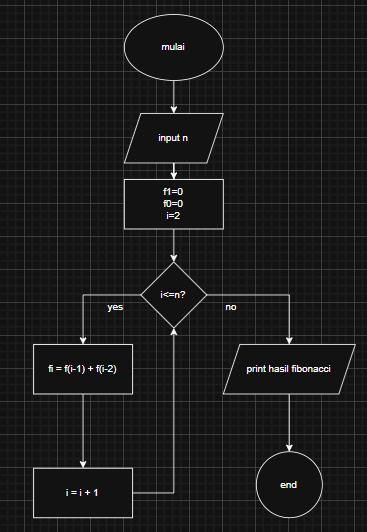 mulai
input n
f1=0
f0=0
i=2
i<=n?
yes
no
fi = f(i-1) + f(i-2)
print hasil fibonacci
i = i + 1
end